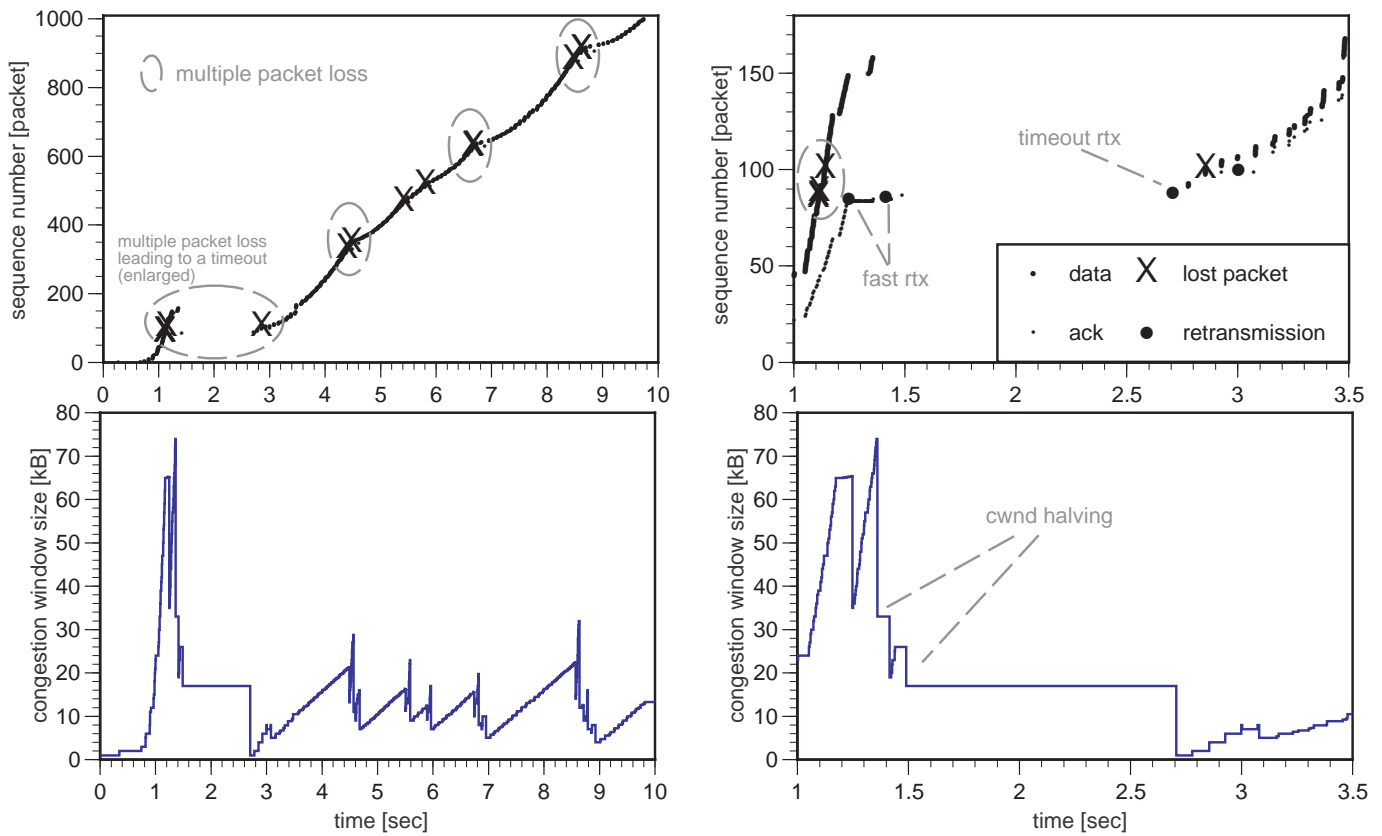 1000
800
600
400
200
0
sequence number [packet]
multiple packet loss
multiple packet loss
leading to a timeout
(enlarged)
0 1 2 3 4 5 6 7 8 9 10
150
100
50
0
sequence number [packet]
timeout rtx
fast rtx
data
lost packet
ack
retransmission
1 1.5 2 2.5 3 3.5
80
70
60
50
40
30
20
10
0
congestion window size [kB]
0 1 2 3 4 5 6 7 8 9 10
time [sec]
80
70
60
50
40
30
20
10
0
congestion window size [kB]
cwnd halving
1 1.5 2 2.5 3 3.5
time [sec]